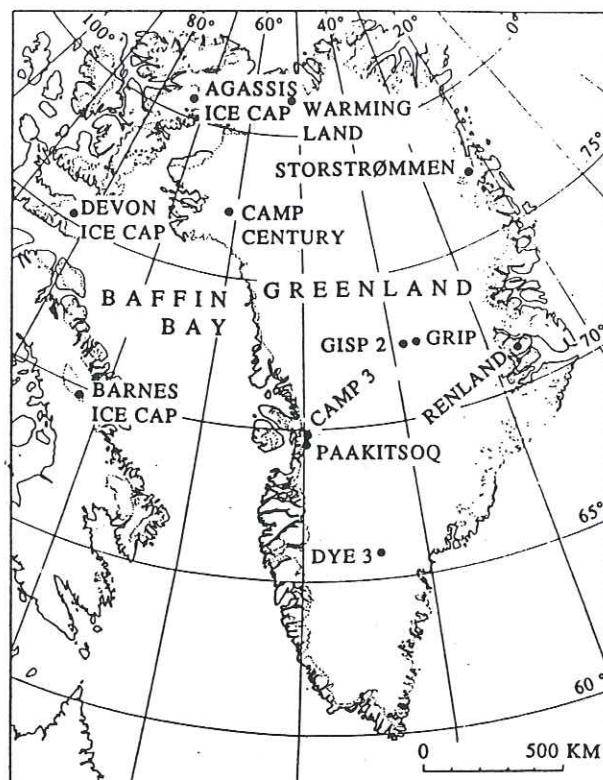 100°
80°
60°
40°
20°
0°
AGASSIS
ICE CAP
WARMING
LAND
STORSTRØMMEN
75°
DEVON
ICE CAP
CAMP
CENTURY
BAFFIN
BAY
GREENLAND
GISP 2
GRIP
RENLAND
70°
BARNES
ICE CAP
CAMP 3
PAAKITSOQ
65°
DYE 3
60°
0 500 KM